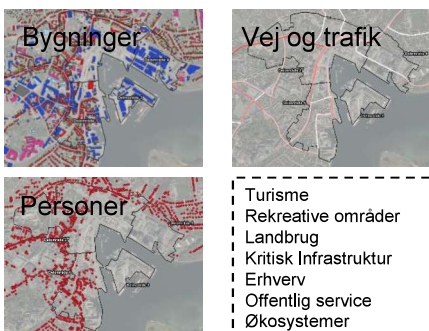 Bygninger
Vej og trafik
Personer
Turisme
Rekreative områder
Landbrug
Kritisk Infrastruktur
Erhverv
Offentlig service
Økosystemer